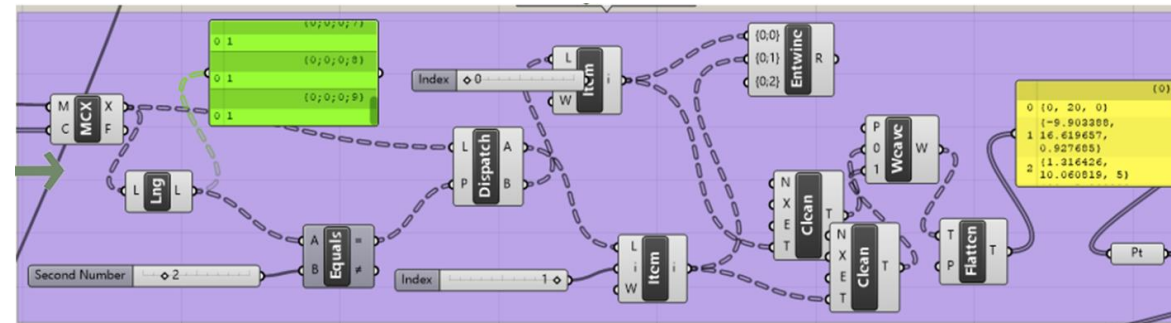 M
C
MCX
X
F
{0;0;0;7}
0 1
{0;0;0;8}
0 1
{0;0;0;9}
0 1
L
Lng
L
Second Number
2
A
B
Equals
=
≠
Index
0
L
W
Item
i
L
P
Dispatch
A
B
Index
1
L
i
W
Item
i
{0;0}
{0;1}
{0;2}
Entwine
R
N
X
E
T
Clean
T
N
X
E
T
Clean
T
P
0
1
Weave
W
T
P
Flatten
T
{0}
0 {0, 20, 0}
1 {-9.903388,
16.619657,
0.927685}
2 {1.316426,
10.060819, 5}
Pt